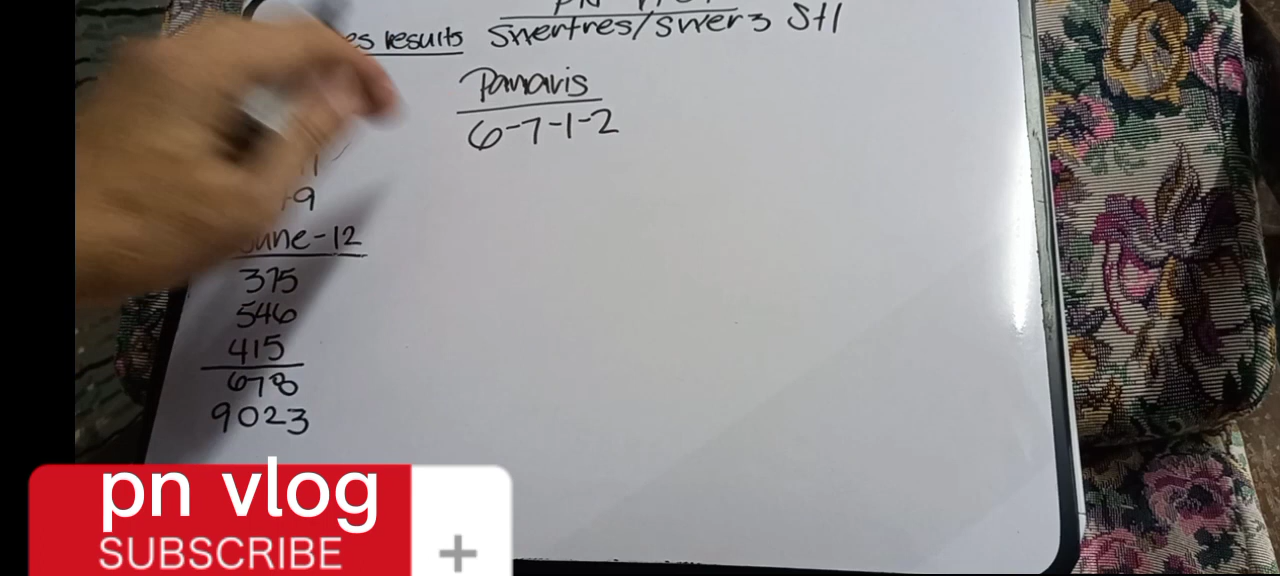 es results Swertres/Swer3 Stl
Pamaris
6-7-1-2
9
June-12
375
546
415
678
9023
pn vlog
SUBSCRIBE
+